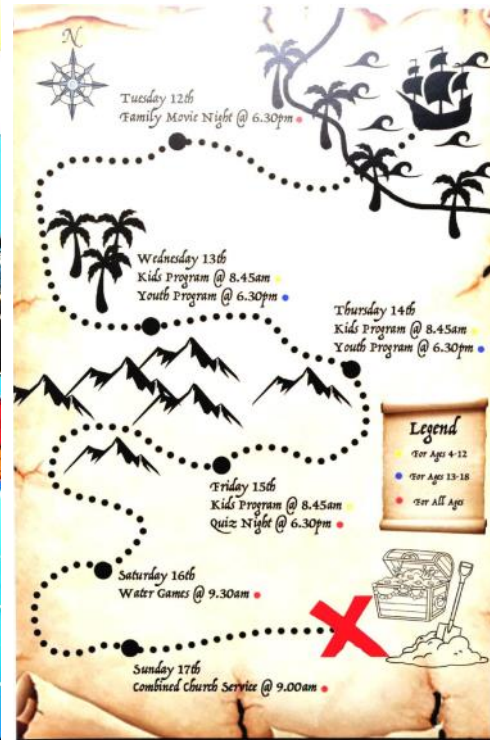 N
Tuesday 12th
Family Movie Night @ 6.30pm
Wednesday 13th
Kids Program @ 8.45am
Youth Program @ 6.30pm
Thursday 14th
Kids Program @ 8.45am
Youth Program @ 6.30pm
Legend
For Ages 4-12
For Ages 13-18
For All Ages
Friday 15th
Kids Program @ 8.45am
Quiz Night @ 6.30pm
Saturday 16th
Water Games @ 9.30am
Sunday 17th
Combined Church Service @ 9.00am